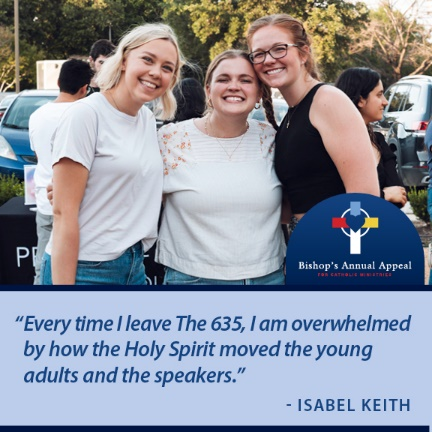 PR
Bishop's Annual Appeal
FOR CATHOLIC MINISTRIES
“Every time I leave The 635, I am overwhelmed
by how the Holy Spirit moved the young
adults and the speakers.”
- ISABEL KEITH